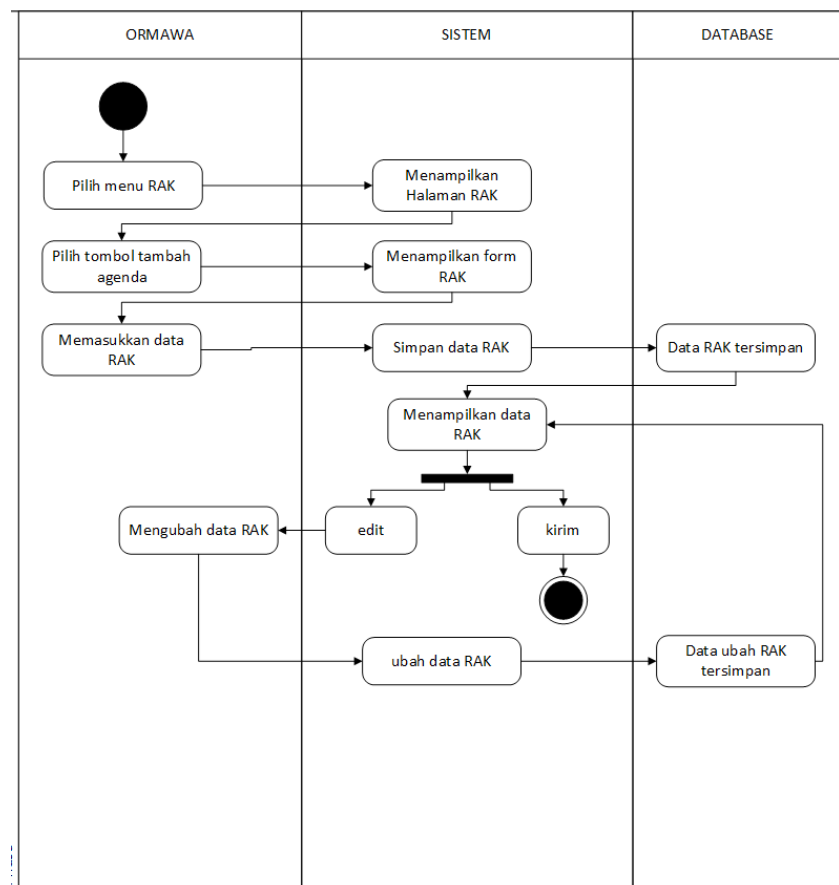 ORMAWA
SISTEM
DATABASE
Pilih menu RAK
Menampilkan
Halaman RAK
Pilih tombol tambah
agenda
Menampilkan form
RAK
Memasukkan data
RAK
Simpan data RAK
Data RAK tersimpan
Menampilkan data
RAK
Mengubah data RAK
edit
kirim
ubah data RAK
Data ubah RAK
tersimpan